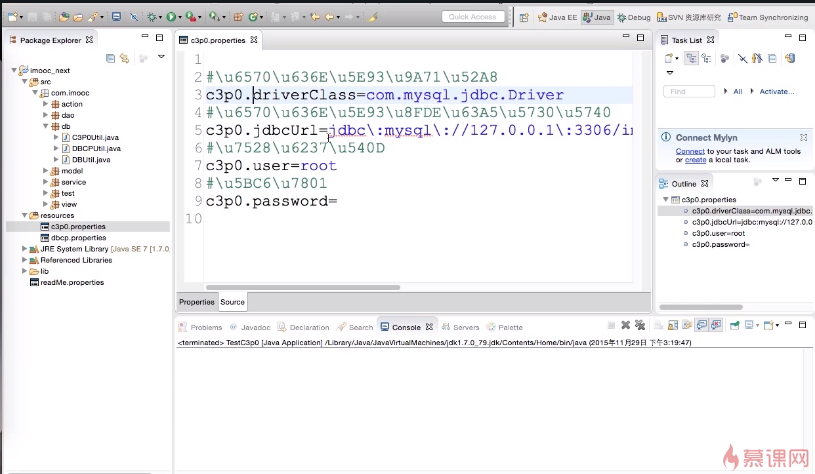 Quick Access
Java EE
Java
Debug
SVN 资源库研究
Team Synchronizing
Package Explorer
imooc_next
src
com.imooc
action
dao
db
C3P0Util.java
DBCPUtil.java
DBUtil.java
model
service
test
view
resources
c3p0.properties
dbcp.properties
JRE System Library [Java SE 7 [1.7.0_
Referenced Libraries
lib
readMe.properties
c3p0.properties
1
2 #\u6570\u636E\u5E93\u9A71\u52A8
3 c3p0.driverClass=com.mysql.jdbc.Driver
4 #\u6570\u636E\u5E93\u8FDE\u63A5\u5730\u5740
5 c3p0.jdbcUrl=jdbc\:mysql\://127.0.0.1\:3306/in
6 #\u7528\u6237\u540D
7 c3p0.user=root
8 #\u5BC6\u7801
9 c3p0.password=
10
Properties
Source
Task List
Find
All
Activate...
Connect Mylyn
Connect to your task and ALM tools
or create a local task.
Outline
c3p0.properties
c3p0.driverClass=com.mysql.jdbc.
c3p0.jdbcUrl=jdbc:mysql://127.0.0
c3p0.user=root
c3p0.password=
Problems
Javadoc
Declaration
Search
Console
Servers
Palette
<terminated> TestC3p0 [Java Application] /Library/Java/JavaVirtualMachines/jdk1.7.0_79.jdk/Contents/Home/bin/java (2015年11月29日 下午3:19:47)
慕课网